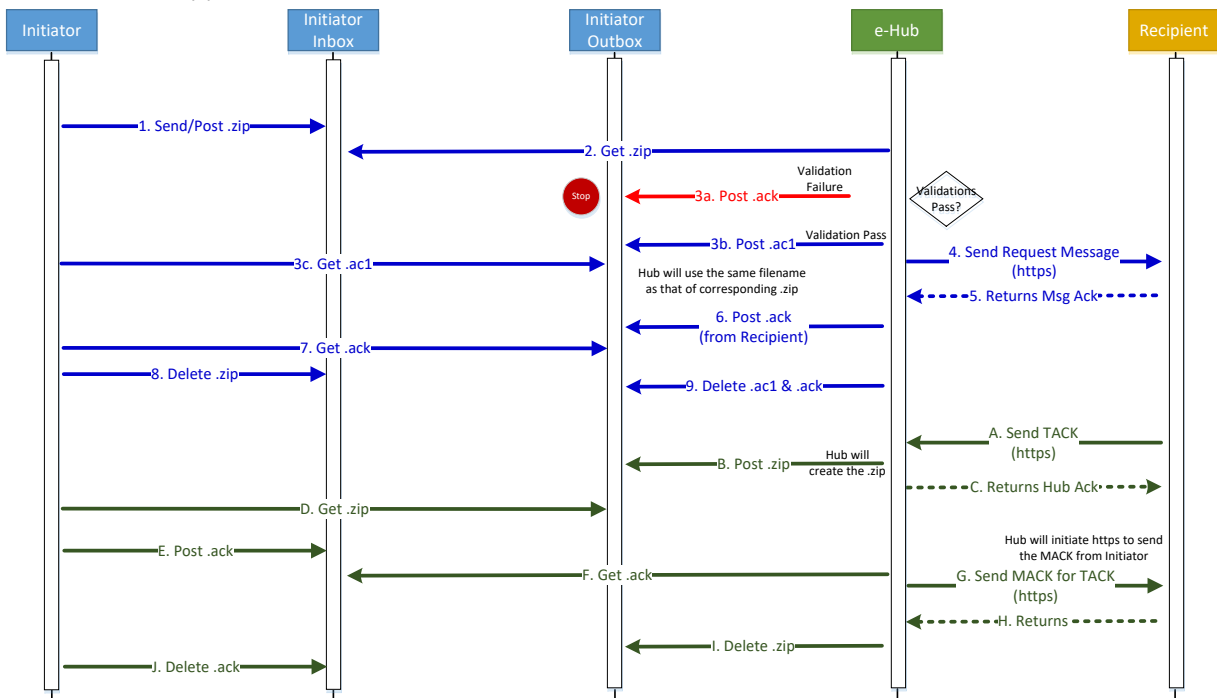 Initiator
Initiator
Inbox
Initiator
Outbox
e-Hub
Recipient
1. Send/Post .zip
2. Get .zip
Validation
Failure
Stop
3a. Post .ack
Validations
Pass?
3b. Post .ac1
Validation Pass
3c. Get .ac1
4. Send Request Message
(https)
Hub will use the same filename
as that of corresponding .zip
5. Returns Msg Ack
6. Post .ack
(from Recipient)
7. Get .ack
8. Delete .zip
9. Delete .ac1 & .ack
A. Send TACK
(https)
B. Post .zip
Hub will
create the .zip
C. Returns Hub Ack
D. Get .zip
E. Post .ack
Hub will initiate https to send
the MACK from Initiator
F. Get .ack
G. Send MACK for TACK
(https)
H. Returns
I. Delete .zip
J. Delete .ack